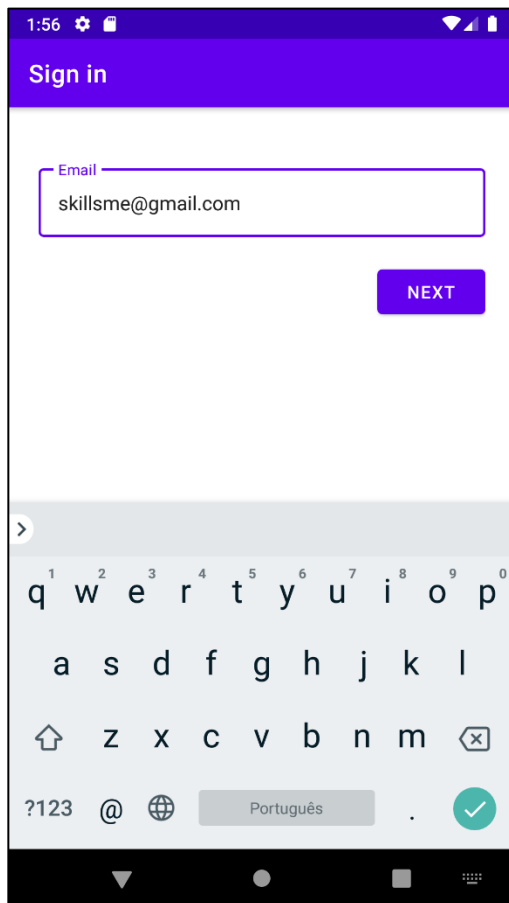 1:56
Sign in
Email
skillsme@gmail.com
NEXT
1 2 3 4 5 6 7 8 9 0
q w e r t y u i o p
a s d f g h j k l
z x c v b n m
?123 @ Português .